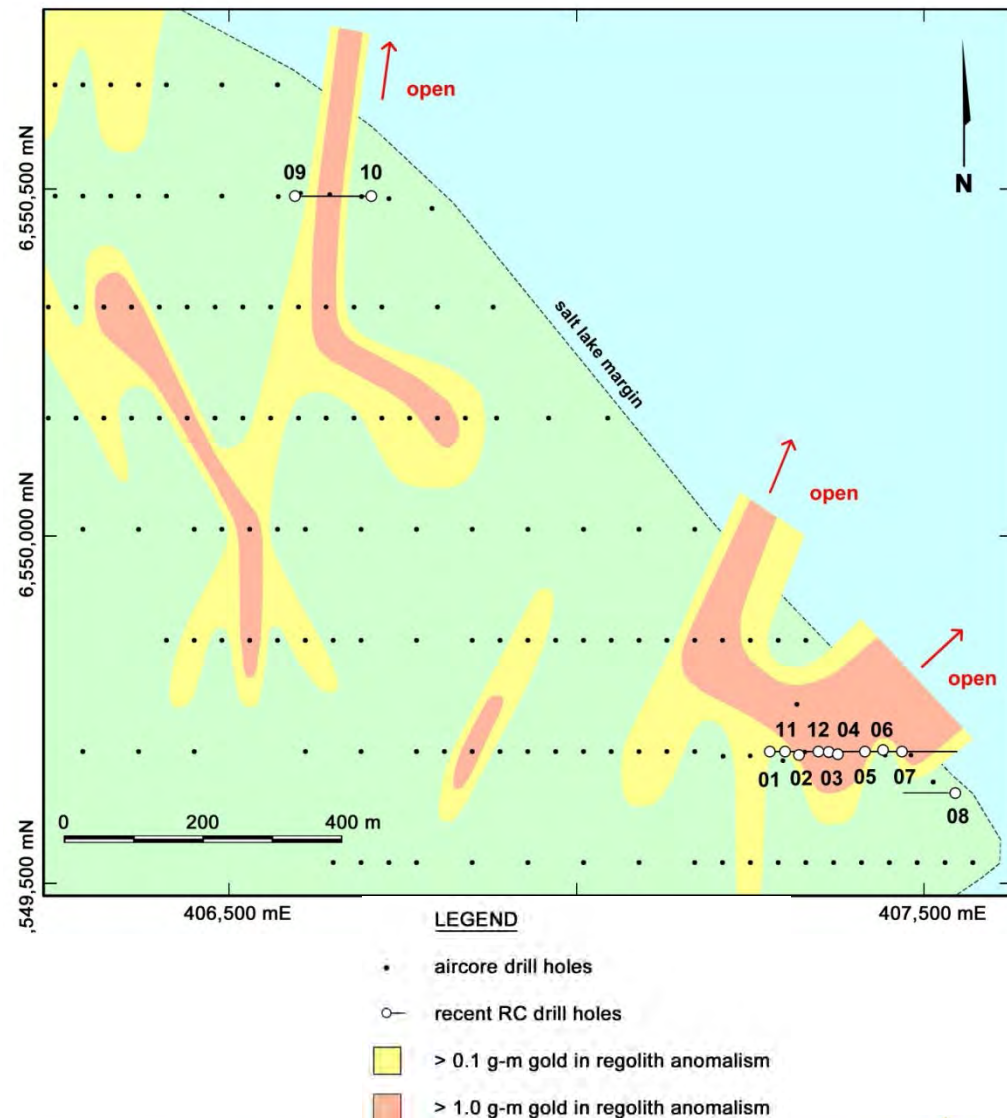 open
N
09 10
6,550,500 mN
salt lake margin
open
6,550,000 mN
open
11 12 04 06
01 02 03 05 07
08
0 200 400 m
,549,500 mN
406,500 mE
407,500 mE
LEGEND
aircore drill holes
recent RC drill holes
> 0.1 g-m gold in regolith anomalism
> 1.0 g-m gold in regolith anomalism